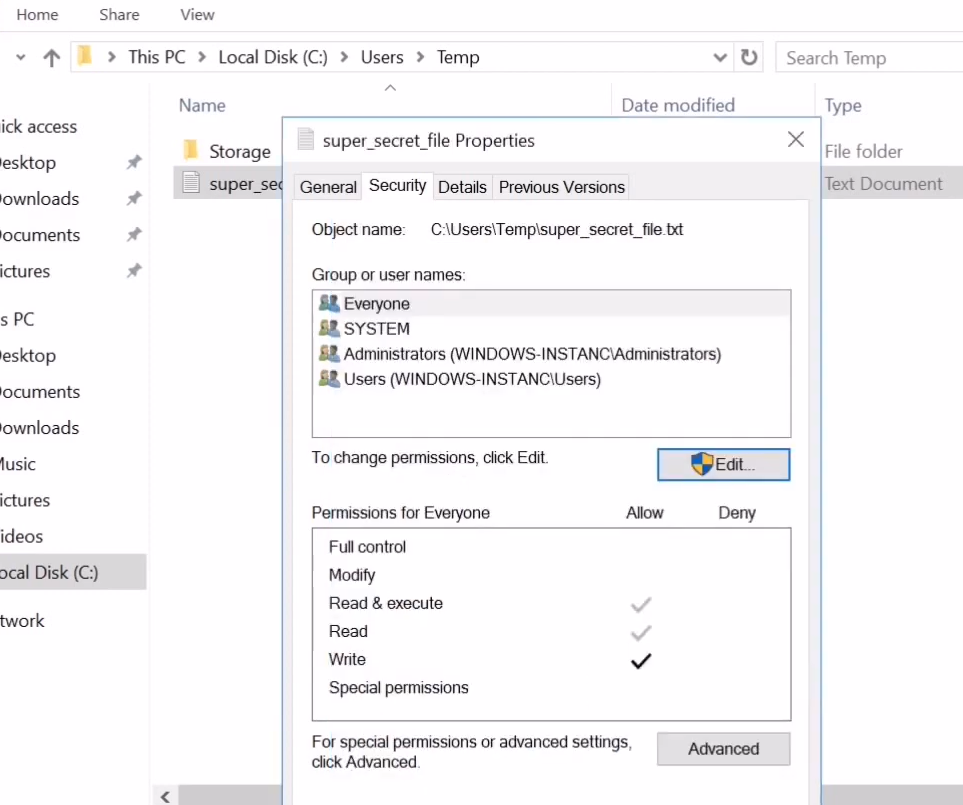 Home Share View
This PC Local Disk (C:) Users Temp Search Temp
Name Date modified Type
ick access
esktop
ownloads
ocuments
ictures
s PC
esktop
ocuments
ownloads
Music
ictures
ideos
ocal Disk (C:)
twork
Storage File folder
super_sec Text Document
super_secret_file Properties
General Security Details Previous Versions
Object name: C:\Users\Temp\super_secret_file.txt
Group or user names:
Everyone
SYSTEM
Administrators (WINDOWS-INSTANC\Administrators)
Users (WINDOWS-INSTANC\Users)
To change permissions, click Edit. Edit...
Permissions for Everyone Allow Deny
Full control
Modify
Read & execute
Read
Write
Special permissions
For special permissions or advanced settings,
click Advanced. Advanced